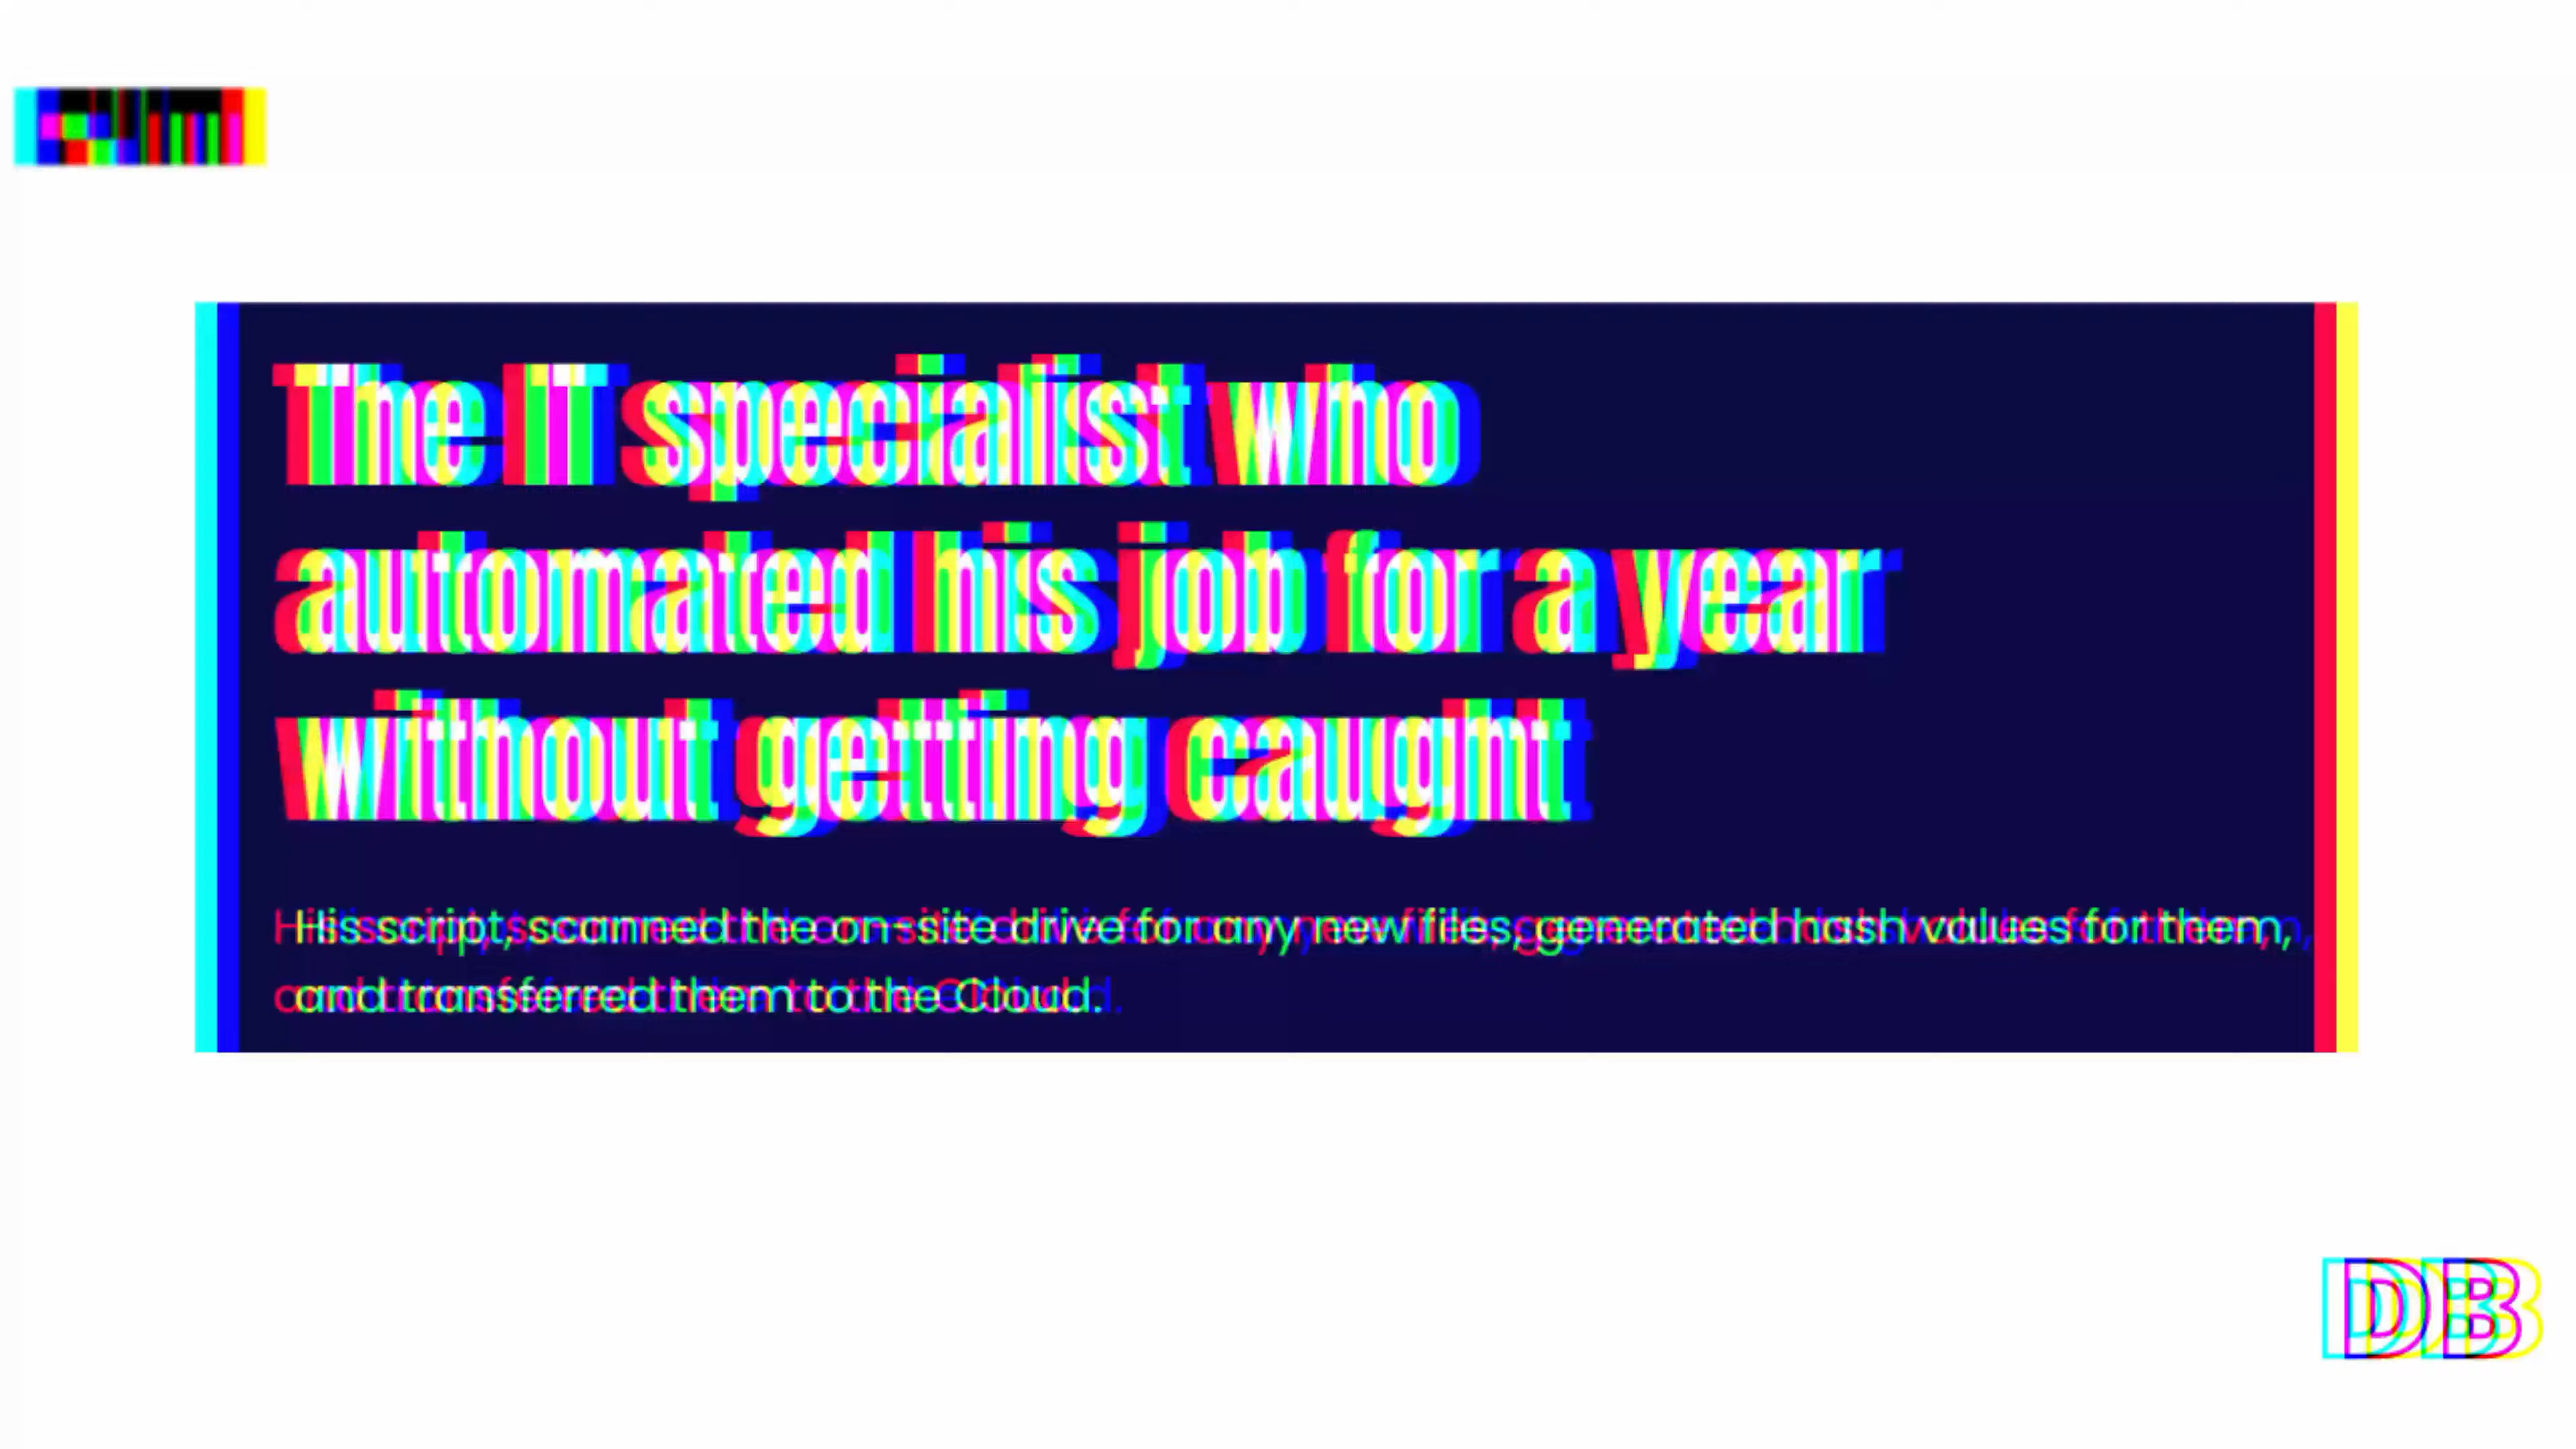 The IT specialist who
automated his job for a year
without getting caught
His script, scanned the on-site drive for any new files, generated hash values for them,
and transferred them to the Cloud.
DB